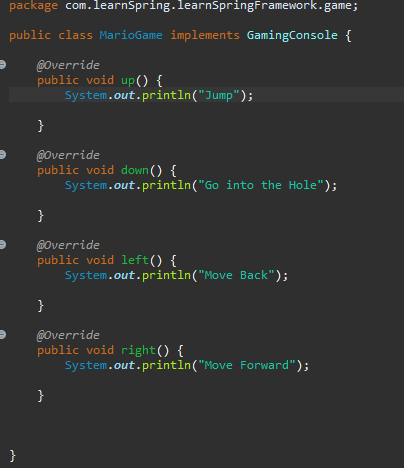 package com.learnSpring.learnSpringFramework.game;
public class MarioGame implements GamingConsole {
@Override
public void up() {
System.out.println("Jump");
}
@Override
public void down() {
System.out.println("Go into the Hole");
}
@Override
public void left() {
System.out.println("Move Back");
}
@Override
public void right() {
System.out.println("Move Forward");
}
}